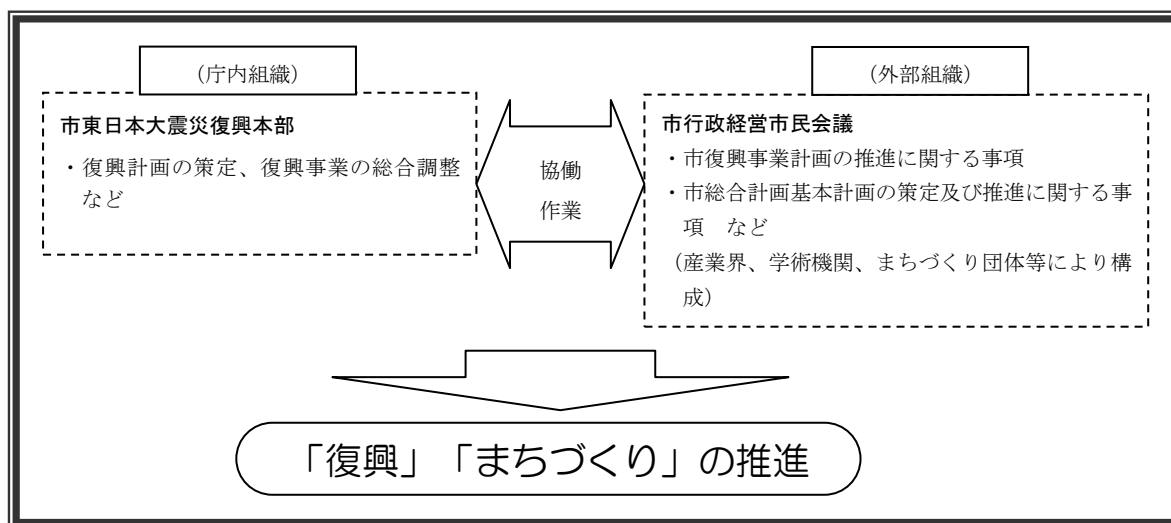 (庁内組織)
市東日本大震災復興本部
・復興計画の策定、復興事業の総合調整
など
協働
作業
(外部組織)
市行政経営市民会議
・市復興事業計画の推進に関する事項
・市総合計画基本計画の策定及び推進に関する事
項　など
(産業界、学術機関、まちづくり団体等により構
成)
「復興」「まちづくり」の推進